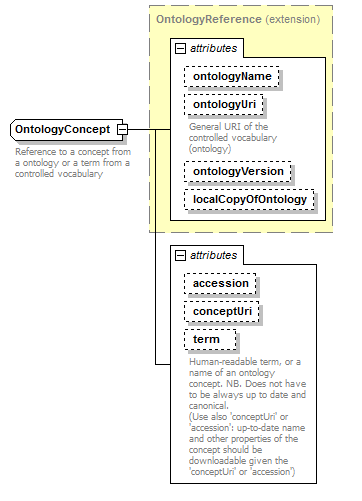 OntologyReference (extension)
attributes
ontologyName
ontologyUri
General URI of the
controlled vocabulary
(ontology)
ontologyVersion
localCopyOfOntology
OntologyConcept
Reference to a concept from
a ontology or a term from a
controlled vocabulary
attributes
accession
conceptUri
term
Human-readable term, or a
name of an ontology
concept. NB. Does not have
to be always up to date and
canonical.
(Use also 'conceptUri' or
'accession': up-to-date name
and other properties of the
concept should be
downloadable given the
'conceptUri' or 'accession')